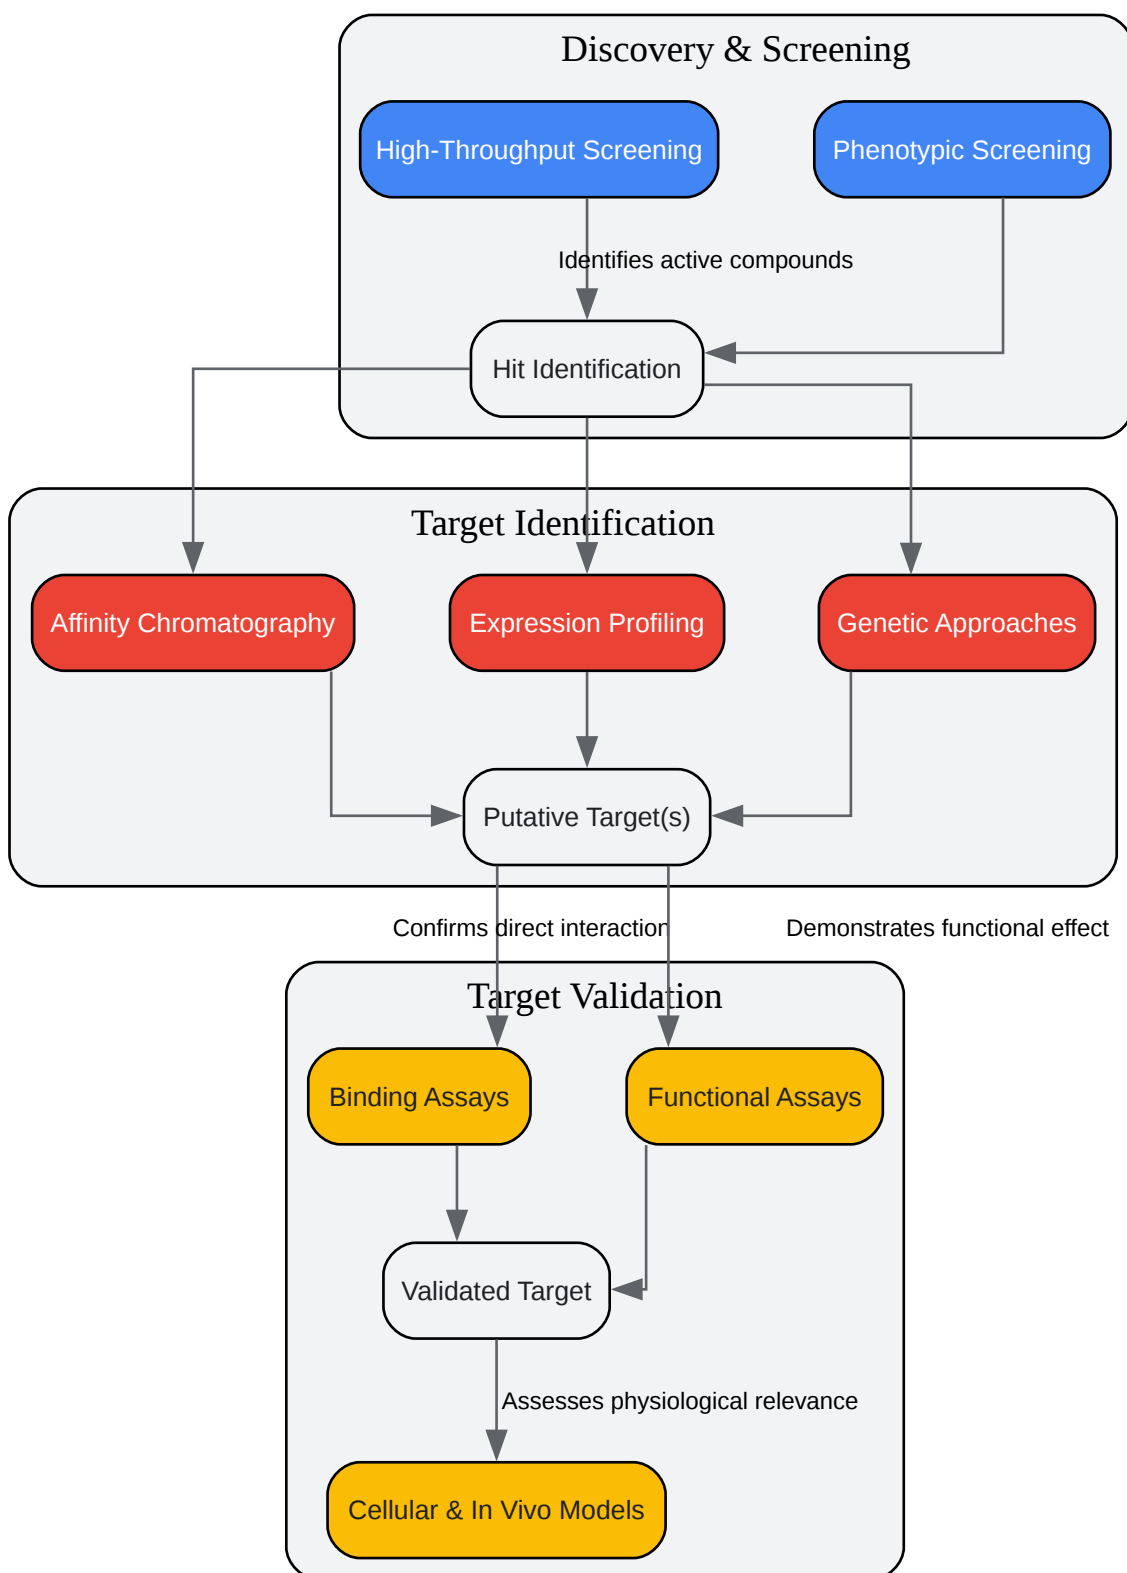 Discovery & Screening
High-Throughput Screening
Phenotypic Screening
Identifies active compounds
Hit Identification
Target Identification
Affinity Chromatography
Expression Profiling
Genetic Approaches
Putative Target(s)
Confirms direct interaction
Demonstrates functional effect
Target Validation
Binding Assays
Functional Assays
Validated Target
Assesses physiological relevance
Cellular & In Vivo Models